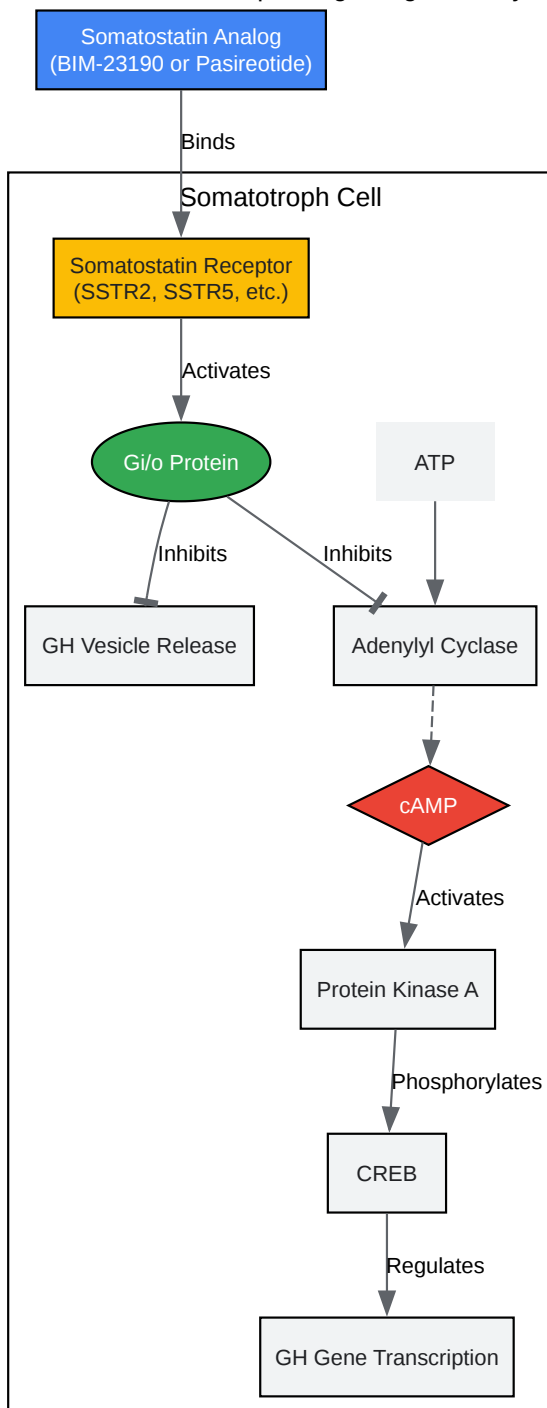 Somatostatin Analog
(BIM-23190 or Pasireotide)
Binds
Somatotroph Cell
Somatostatin Receptor
(SSTR2, SSTR5, etc.)
Activates
Gi/o Protein
ATP
Inhibits
Inhibits
GH Vesicle Release
Adenylyl Cyclase
cAMP
Activates
Protein Kinase A
Phosphorylates
CREB
Regulates
GH Gene Transcription